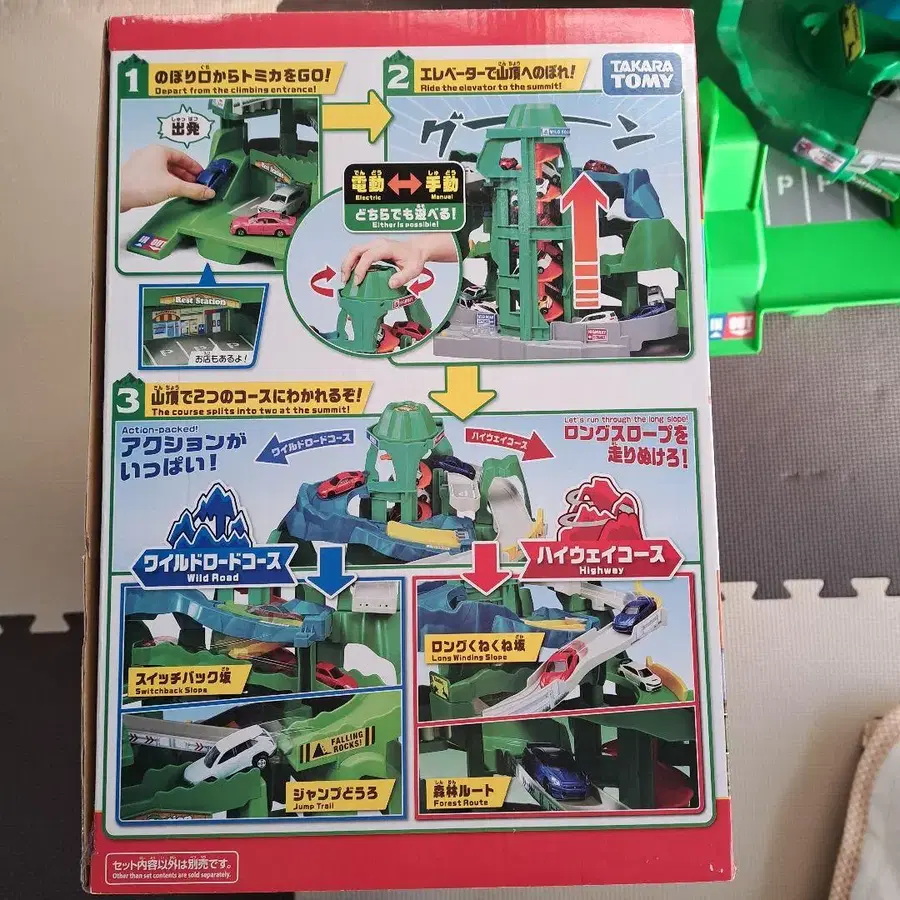 1 のぼり口からトミカをGO!
Depart from the climbing entrance!
出発
IN OUT
Rest Station
P P P
お店もあるよ!
2 エレベーターで山頂へのぼれ!
Ride the elevator to the summit!
TAKARA TOMY
グーーン
電動 ↔ 手動
Electric Manual
どちらでも遊べる!
Either is possible!
3 山頂で2つのコースにわかれるぞ!
The course splits into two at the summit!
Action-packed!
アクションが
いっぱい!
ワイルドロードコース
ハイウェイコース
Let's run through the long slope!
ロングスロープを
走りぬけろ!
ワイルドロードコース
Wild Road
ハイウェイコース
Highway
スイッチバック坂
Switchback Slope
FALLING
ROCKS!
ジャンプどうろ
Jump Trail
ロングくねくね坂
Long Winding Slope
森林ルート
Forest Route
セット内容以外は別売です。
Other than set contents are sold separately.
P P
IN OUT